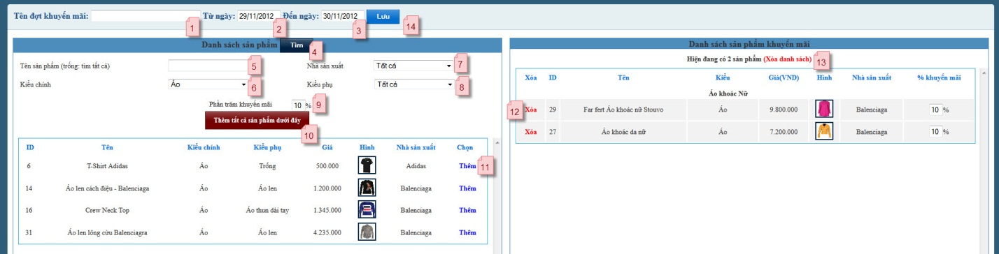 Tên đợt khuyến mãi: Từ ngày: 29/11/2012 Đến ngày: 30/11/2012 Lưu
1 2 3 14
Danh sách sản phẩm Tìm
4
Tên sản phẩm (trống: tìm tất cả) 5 Nhà sản xuất Tất cả 7
Kiểu chính Áo 6 Kiểu phụ Tất cả 8
Phần trăm khuyến mãi 10 % 9
Thêm tất cả sản phẩm dưới đây
10
ID Tên Kiểu chính Kiểu phụ Giá Hình Nhà sản xuất Chọn
6 T-Shirt Adidas Áo Trống 500.000 Adidas Thêm 11
14 Áo len cách điệu - Balenciaga Áo Áo len 1.200.000 Balenciaga Thêm
16 Crew Neck Top Áo Áo thun dài tay 1.345.000 Balenciaga Thêm
31 Áo len lông cừu Balenciagra Áo Áo len 4.235.000 Balenciaga Thêm
Danh sách sản phẩm khuyến mãi
Hiện đang có 2 sản phẩm (Xóa danh sách) 13
Xóa ID Tên Kiểu Giá(VND) Hình Nhà sản xuất % khuyến mãi
Áo khoác Nữ
12 Xóa 29 Far fert Áo khoác nữ Stouvo Áo 9.800.000 Balenciaga 10 %
Xóa 27 Áo khoác da nữ Áo 7.200.000 Balenciaga 10 %